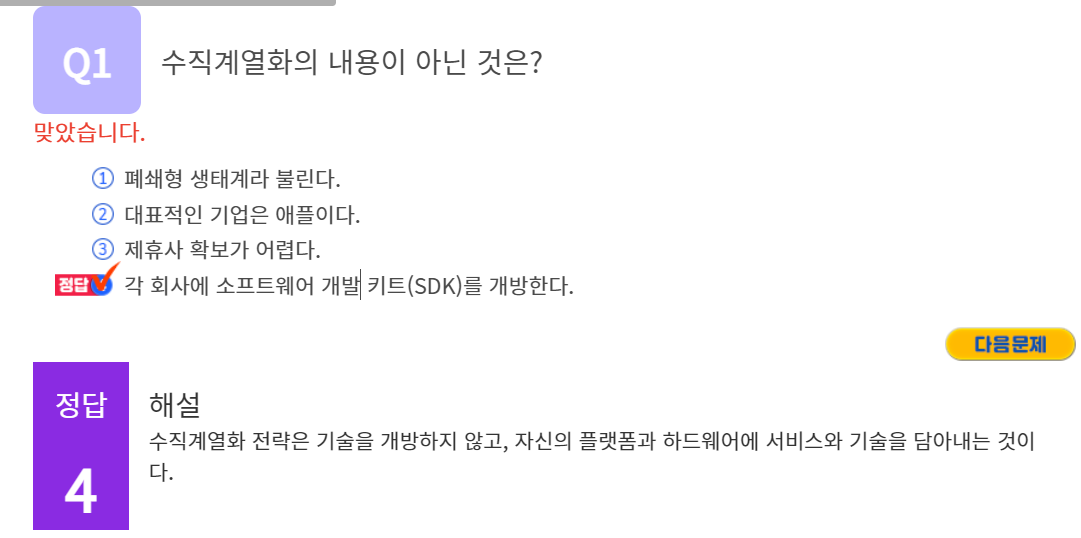 Q1 수직계열화의 내용이 아닌 것은?
맞았습니다.
① 폐쇄형 생태계라 불린다.
② 대표적인 기업은 애플이다.
③ 제휴사 확보가 어렵다.
정답 각 회사에 소프트웨어 개발 키트(SDK)를 개방한다.
다음문제
정답
4
해설
수직계열화 전략은 기술을 개방하지 않고, 자신의 플랫폼과 하드웨어에 서비스와 기술을 담아내는 것이
다.